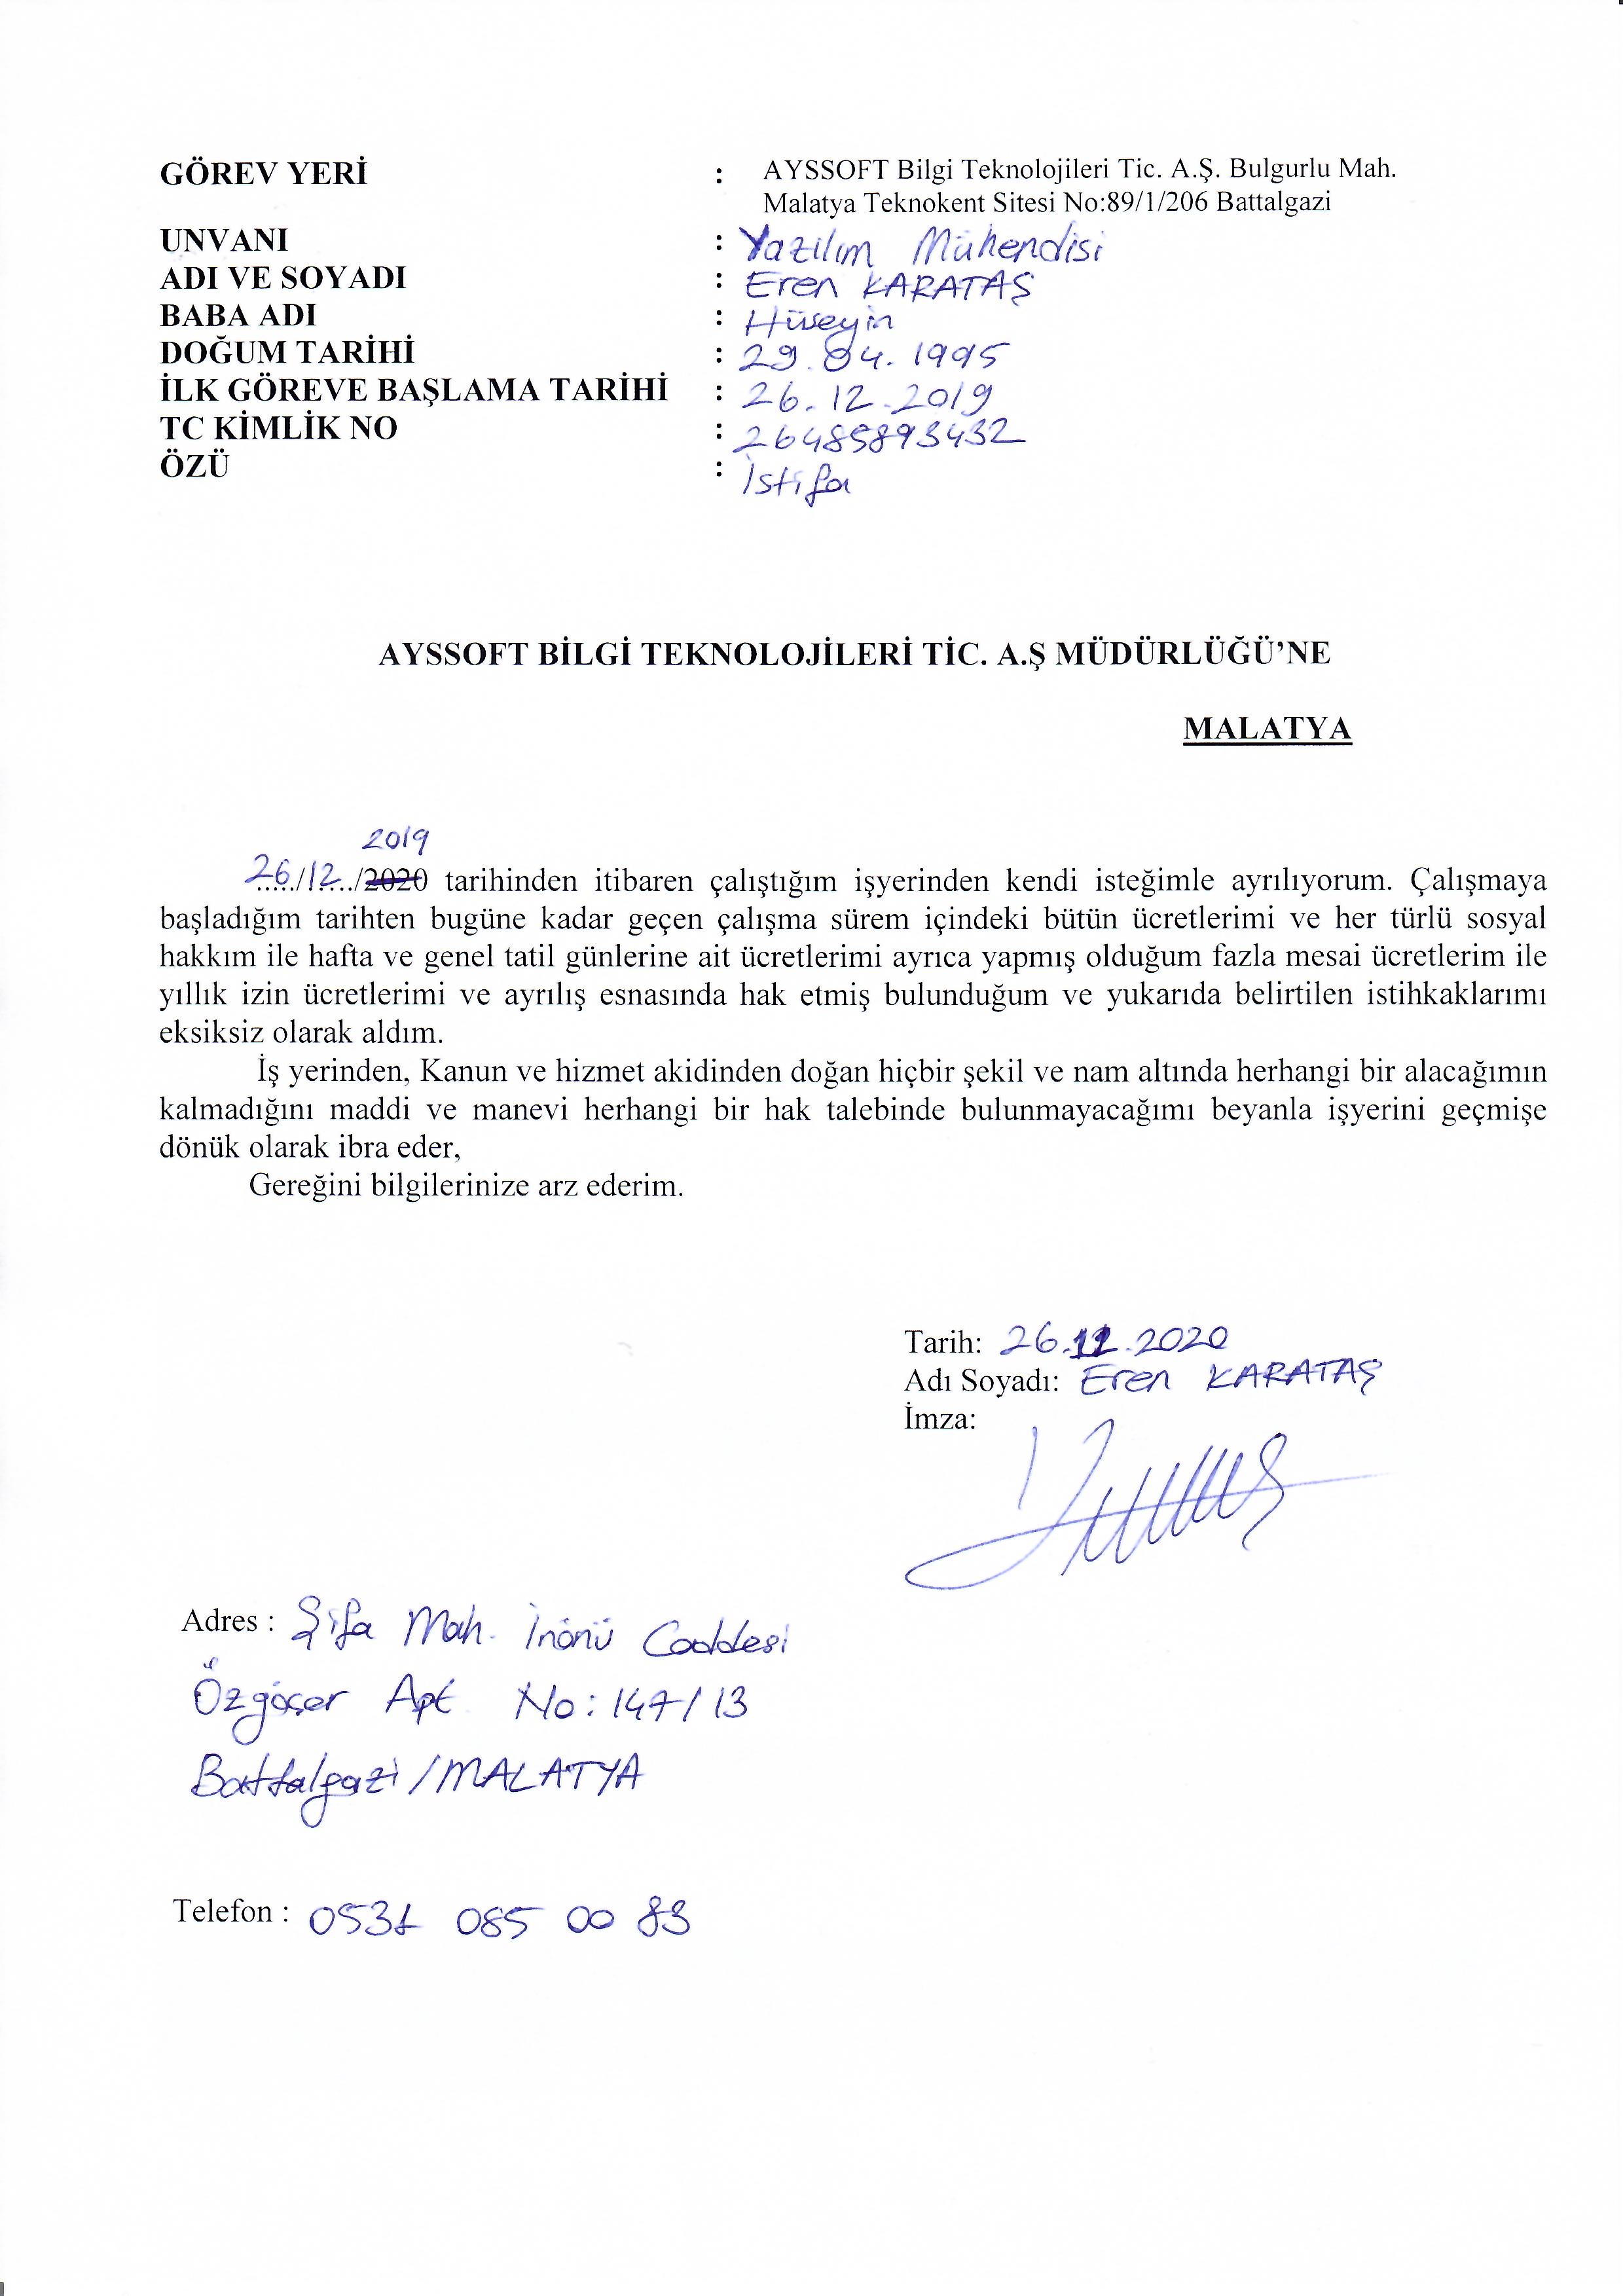 GÖREV YERİ : AYSSOFT Bilgi Teknolojileri Tic. A.Ş. Bulgurlu Mah.
Malatya Teknokent Sitesi No:89/1/206 Battalgazi
UNVANI : Yazılım Mühendisi
ADI VE SOYADI : Eren KARATAŞ
BABA ADI : Hüseyin
DOĞUM TARİHİ : 29.04.1995
İLK GÖREVE BAŞLAMA TARİHİ : 26.12.2019
TC KİMLİK NO : 26485893432
ÖZÜ : İstifa
AYSSOFT BİLGİ TEKNOLOJİLERİ TİC. A.Ş MÜDÜRLÜĞÜ’NE
MALATYA
2019
26/12/2020 tarihinden itibaren çalıştığım işyerinden kendi isteğimle ayrılıyorum. Çalışmaya
başladığım tarihten bugüne kadar geçen çalışma sürem içindeki bütün ücretlerimi ve her türlü sosyal
hakkım ile hafta ve genel tatil günlerine ait ücretlerimi ayrıca yapmış olduğum fazla mesai ücretlerim ile
yıllık izin ücretlerimi ve ayrılış esnasında hak etmiş bulunduğum ve yukarıda belirtilen istihkaklarımı
eksiksiz olarak aldım.
İş yerinden, Kanun ve hizmet akidinden doğan hiçbir şekil ve nam altında herhangi bir alacağımın
kalmadığını maddi ve manevi herhangi bir hak talebinde bulunmayacağımı beyanla işyerini geçmişe
dönük olarak ibra eder,
Gereğini bilgilerinize arz ederim.
Tarih: 26.11.2020
Adı Soyadı: Eren KARATAŞ
İmza:
Adres : Şifa Mah. İnönü Caddesi
Özgöçer Apt No: 147/13
Battalgazi/MALATYA
Telefon : 0531 085 00 83